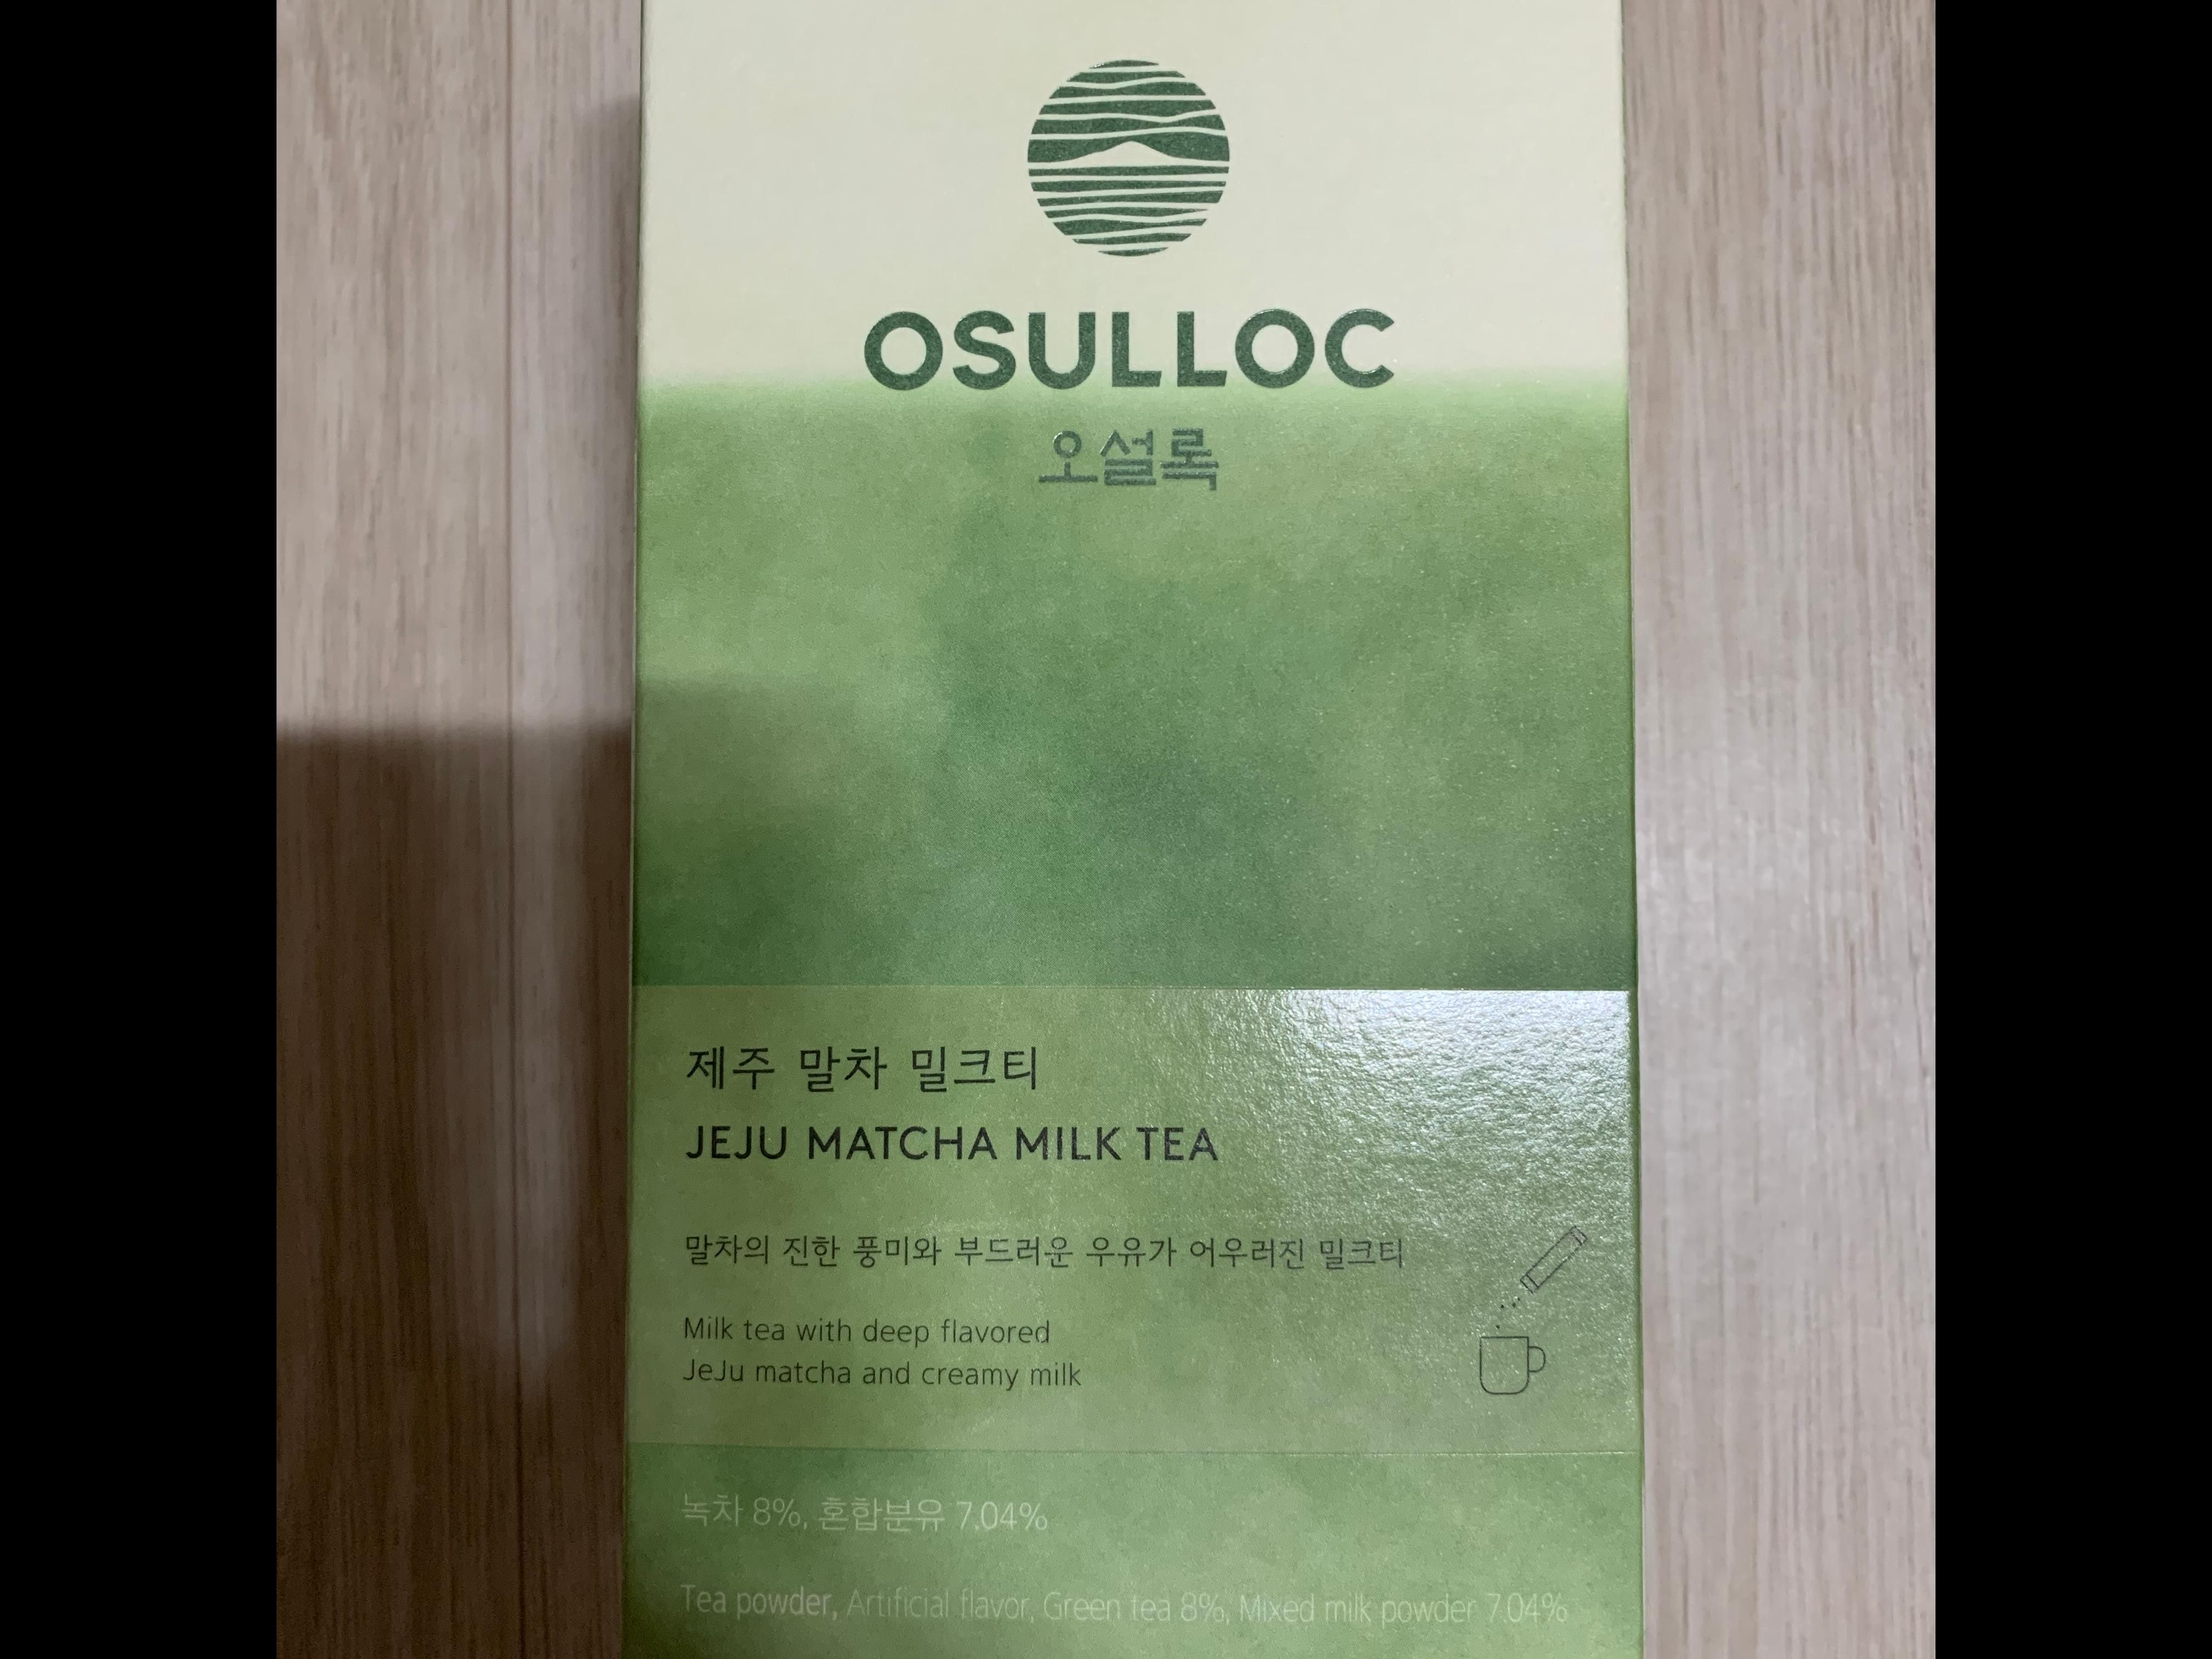 OSULLOC
오설록
제주 말차 밀크티
JEJU MATCHA MILK TEA
말차의 진한 풍미와 부드러운 우유가 어우러진 밀크티
Milk tea with deep flavored
JeJu matcha and creamy milk
녹차 8%, 혼합분유 7.04%
Tea powder, Artificial flavor, Green tea 8%, Mixed milk powder 7.04%